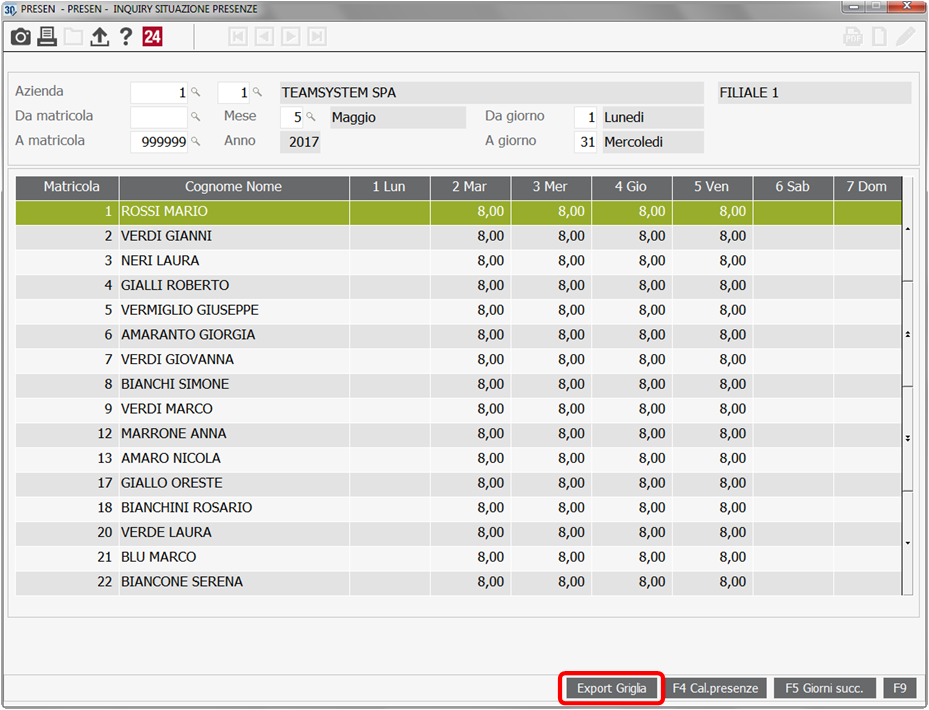 30 PRESEN - PRESEN - INQUIRY SITUAZIONE PRESENZE
? 24
Azienda 1 1 TEAMSYSTEM SPA FILIALE 1
Da matricola Mese 5 Maggio Da giorno 1 Lunedi
A matricola 999999 Anno 2017 A giorno 31 Mercoledi
Matricola Cognome Nome 1 Lun 2 Mar 3 Mer 4 Gio 5 Ven 6 Sab 7 Dom
1 ROSSI MARIO 8,00 8,00 8,00 8,00
2 VERDI GIANNI 8,00 8,00 8,00 8,00
3 NERI LAURA 8,00 8,00 8,00 8,00
4 GIALLI ROBERTO 8,00 8,00 8,00 8,00
5 VERMIGLIO GIUSEPPE 8,00 8,00 8,00 8,00
6 AMARANTO GIORGIA 8,00 8,00 8,00 8,00
7 VERDI GIOVANNA 8,00 8,00 8,00 8,00
8 BIANCHI SIMONE 8,00 8,00 8,00 8,00
9 VERDI MARCO 8,00 8,00 8,00 8,00
12 MARRONE ANNA 8,00 8,00 8,00 8,00
13 AMARO NICOLA 8,00 8,00 8,00 8,00
17 GIALLO ORESTE 8,00 8,00 8,00 8,00
18 BIANCHINI ROSARIO 8,00 8,00 8,00 8,00
20 VERDE LAURA 8,00 8,00 8,00 8,00
21 BLU MARCO 8,00 8,00 8,00 8,00
22 BIANCONE SERENA 8,00 8,00 8,00 8,00
Export Griglia F4 Cal.presenze F5 Giorni succ. F9